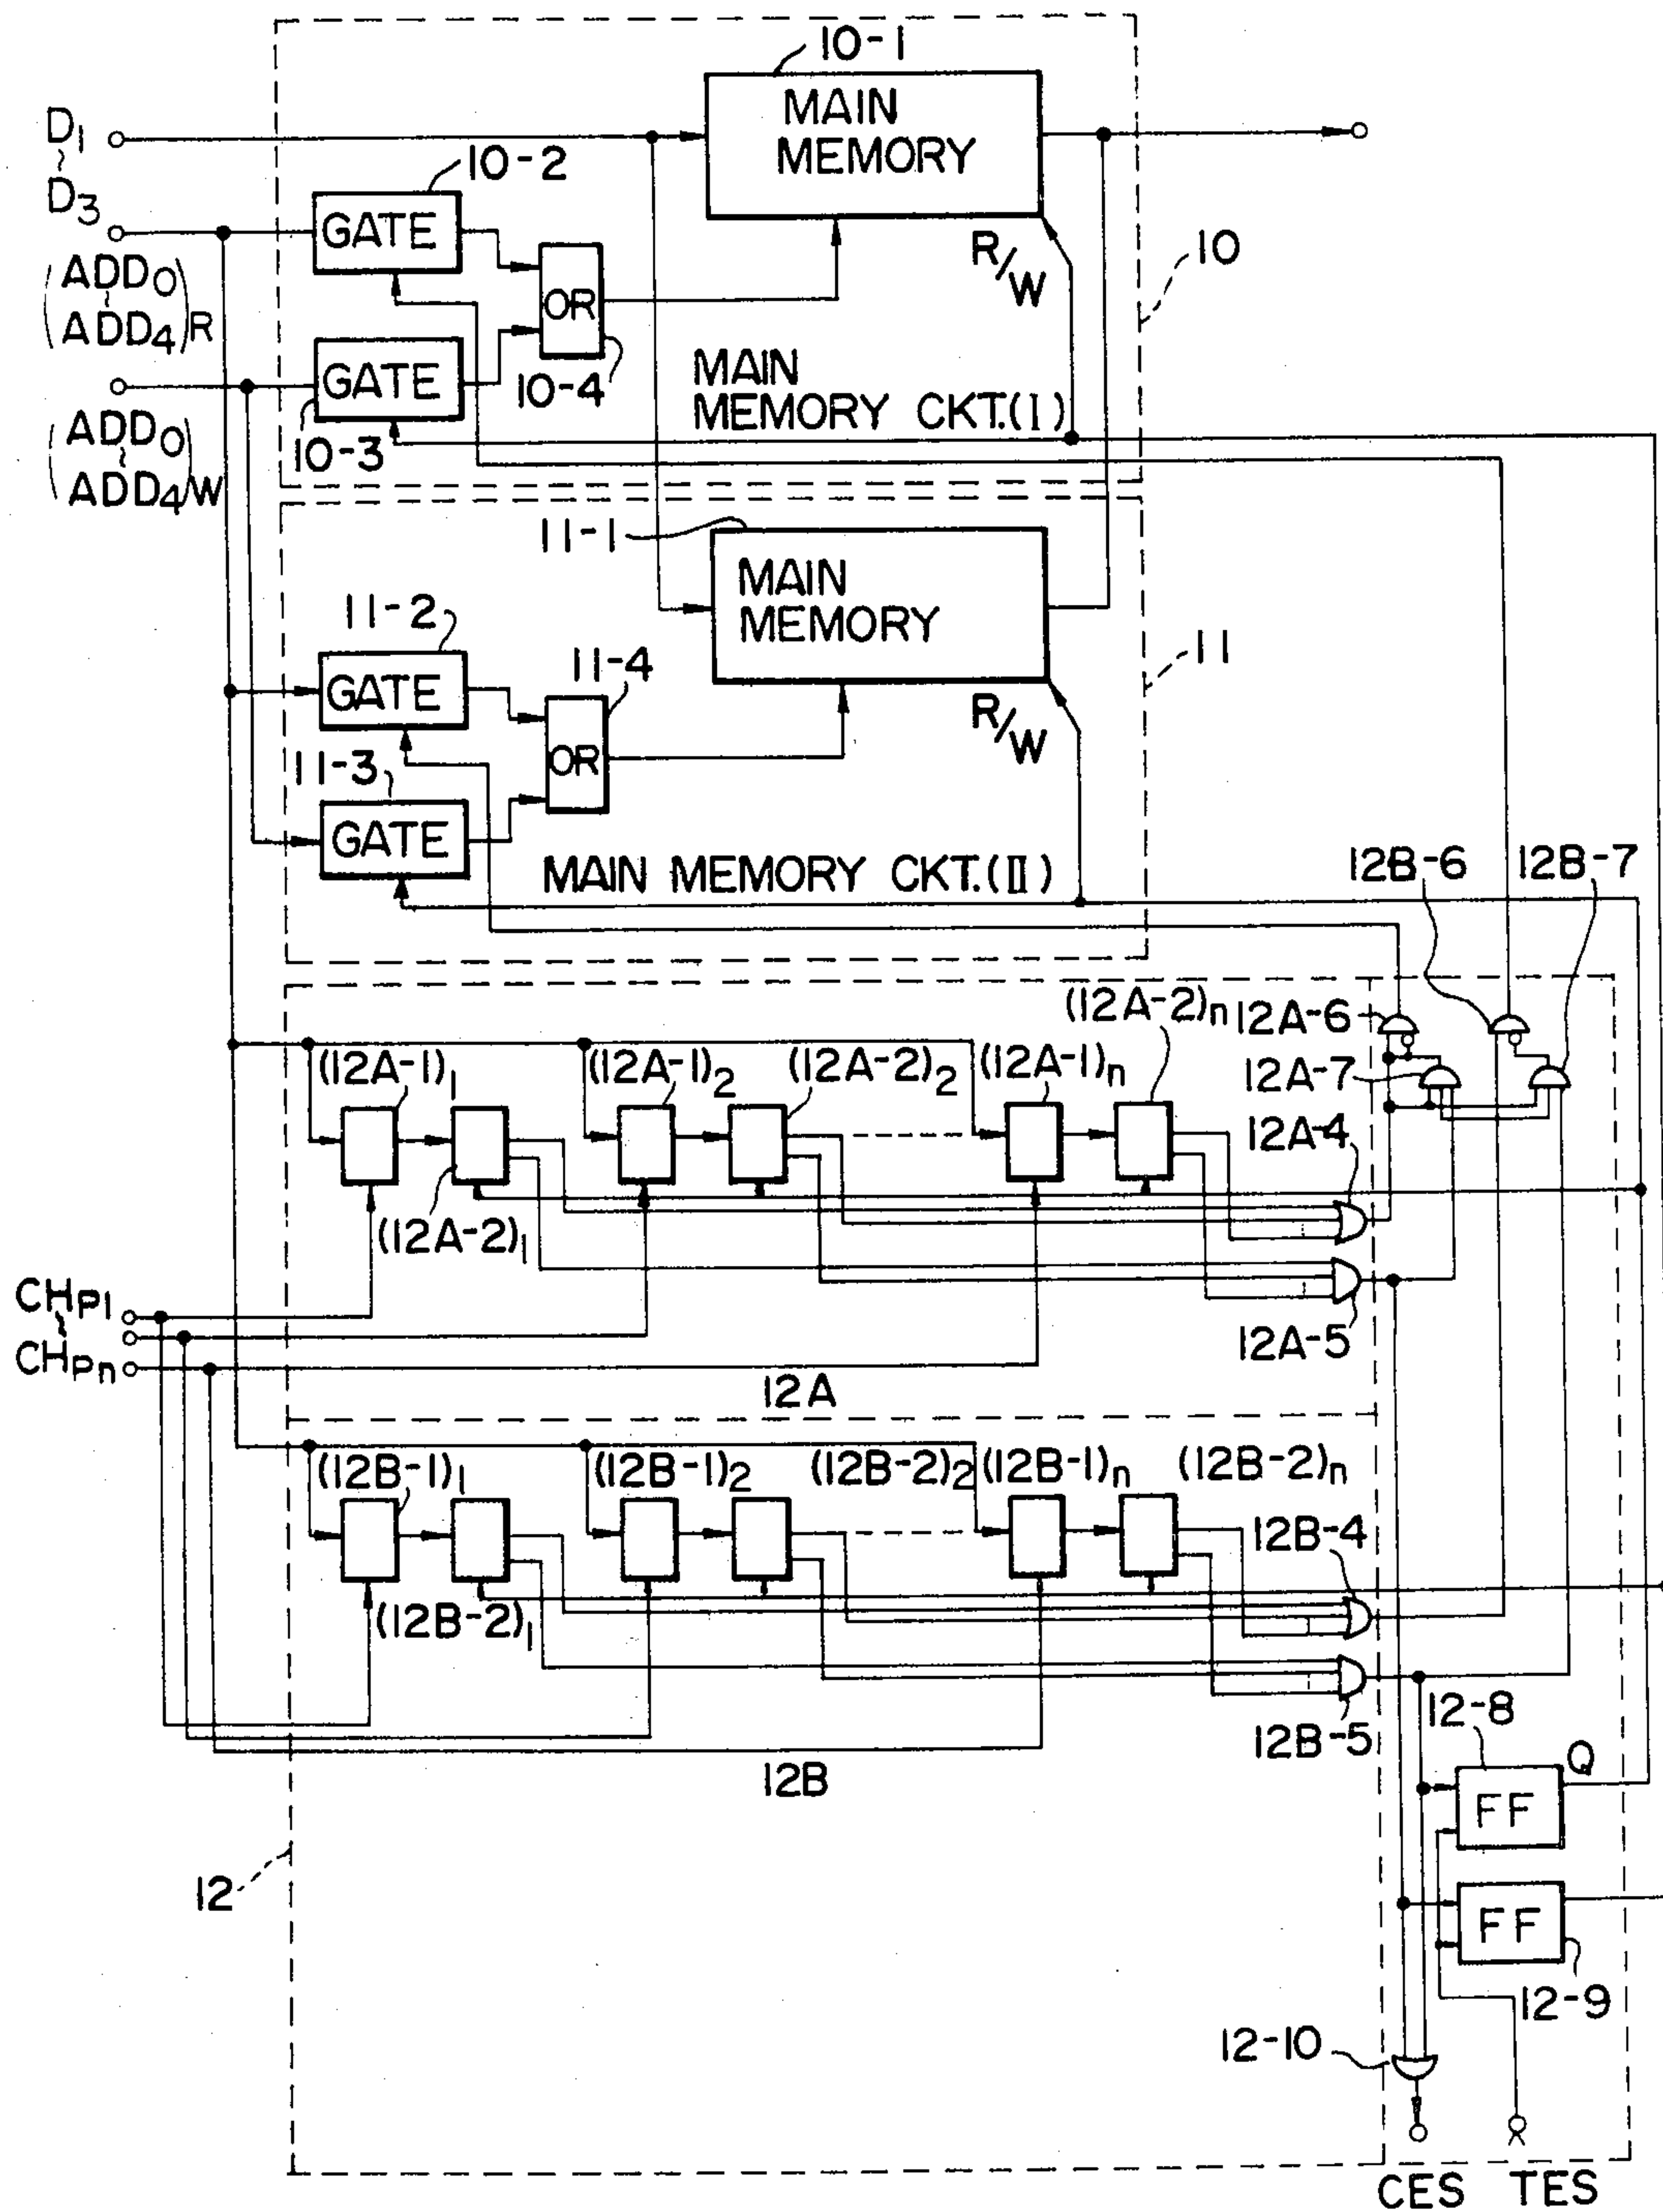 10-1
MAIN
MEMORY
D1
~
D3
10-2
GATE
R/W
10
(ADD0
~
ADD4)R
OR
GATE
10-4
MAIN
MEMORY CKT.(I)
10-3
(ADD0
~
ADD4)W
11-1
MAIN
MEMORY
11-2
11-4
11
GATE
R/W
OR
11-3
GATE
MAIN MEMORY CKT.(II)
12B-6
12B-7
(12A-2)n
12A-6
(12A-1)1
(12A-1)2
(12A-2)2
(12A-1)n
12A-7
12A-4
(12A-2)1
CHP1
~
CHPn
12A-5
12A
(12B-1)1
(12B-1)2
(12B-2)2
(12B-1)n
(12B-2)n
12B-4
(12B-2)1
12-8
12B-5
Q
12B
FF
12
FF
12-9
12-10
CES
TES